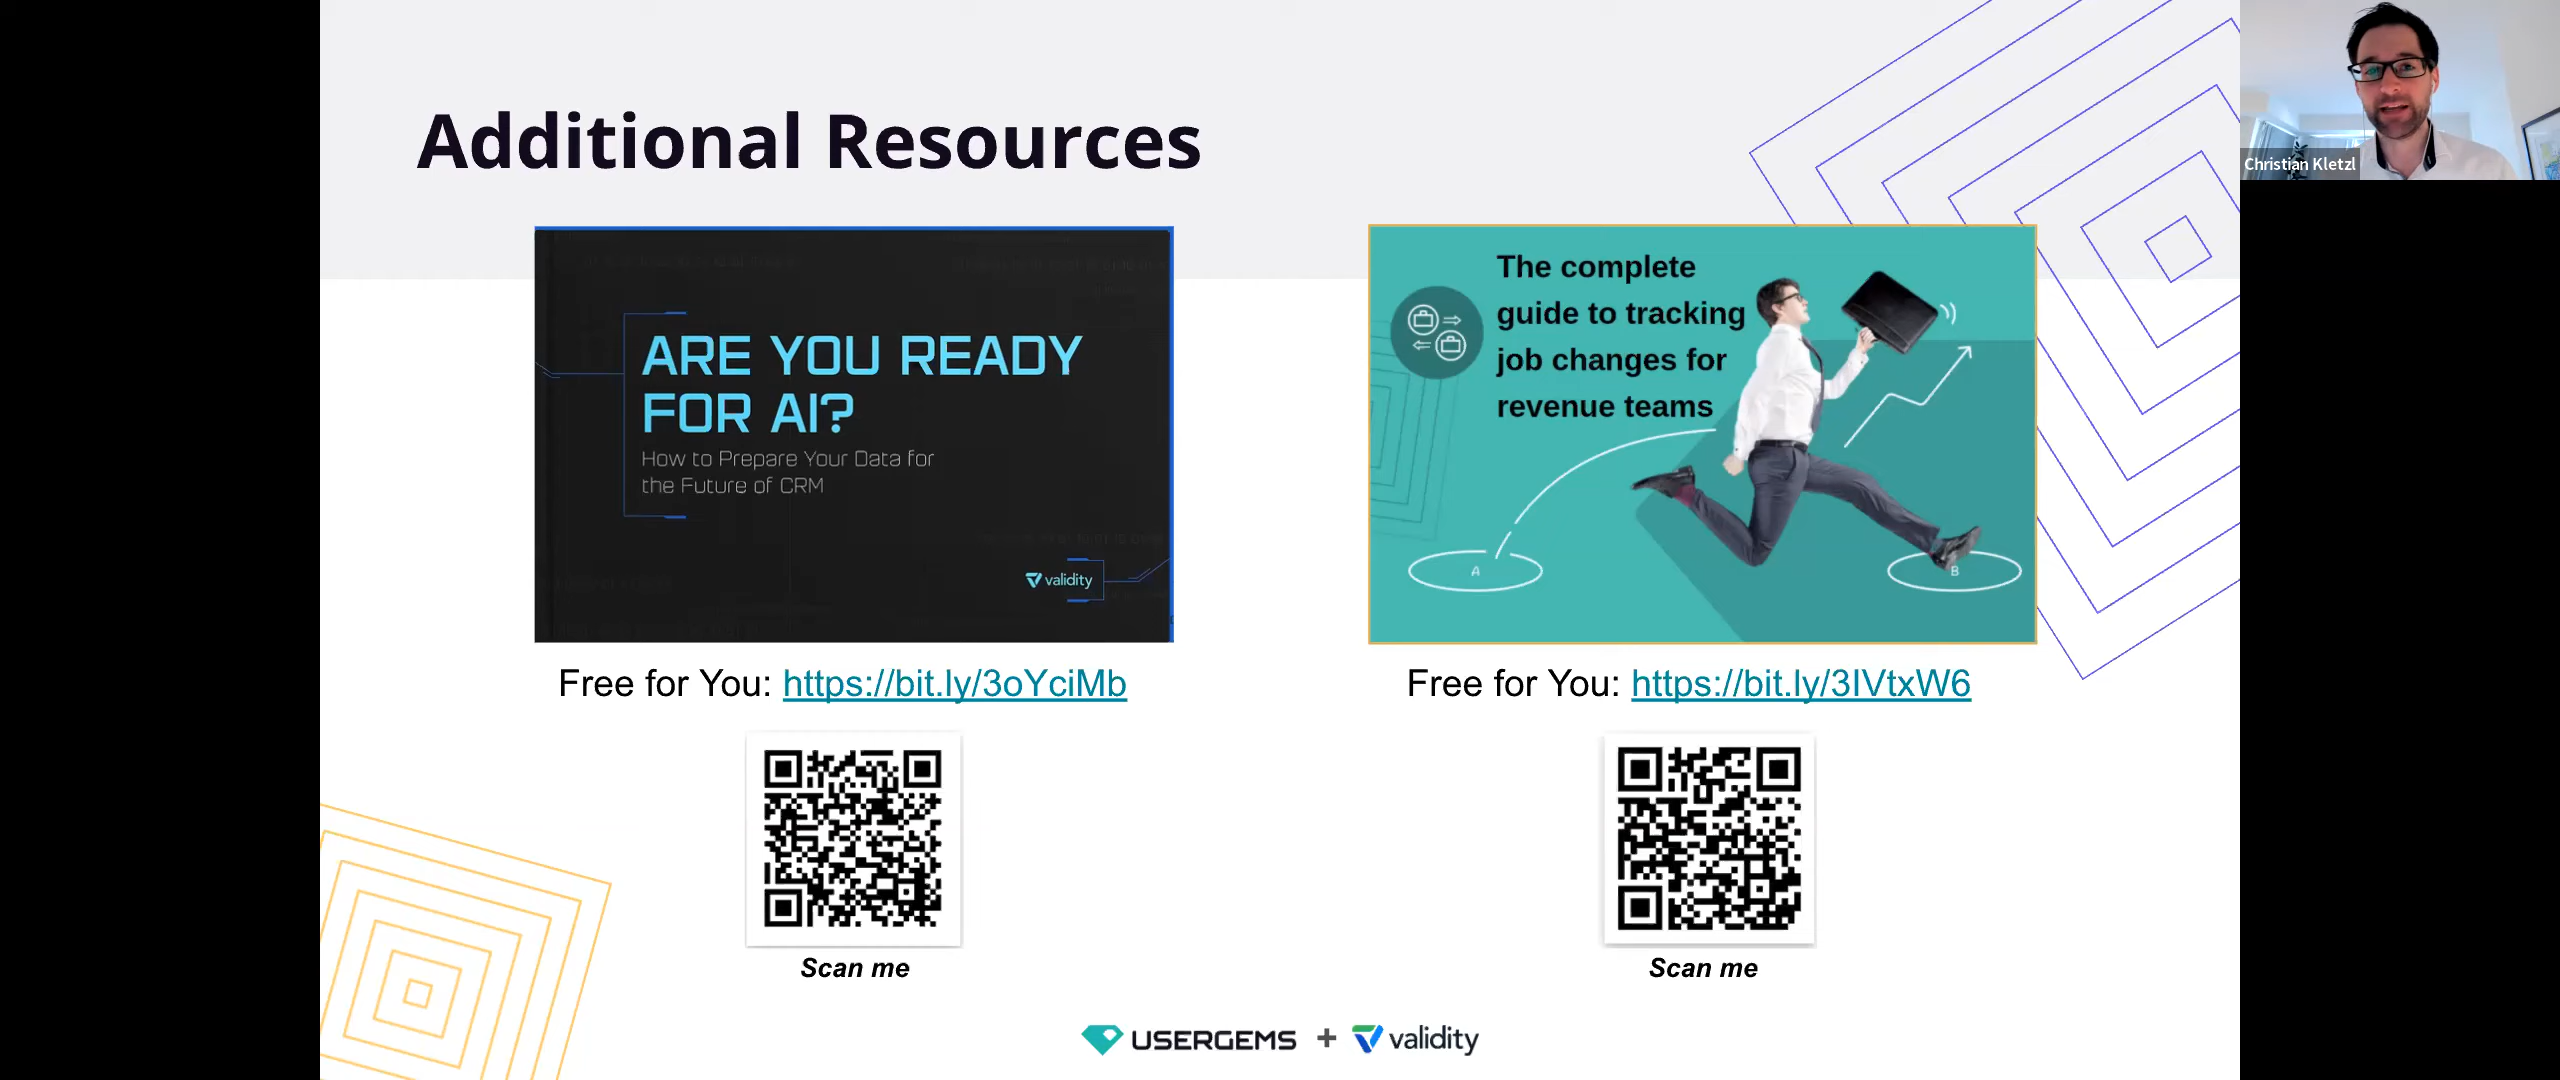 Additional Resources
Christian Kletzl
ARE YOU READY
FOR AI?
How to Prepare Your Data for
the Future of CRM
validity
The complete
guide to tracking
job changes for
revenue teams
A
B
Free for You: https://bit.ly/3oYciMb
Free for You: https://bit.ly/3IVtxW6
Scan me
Scan me
USERGEMS + validity